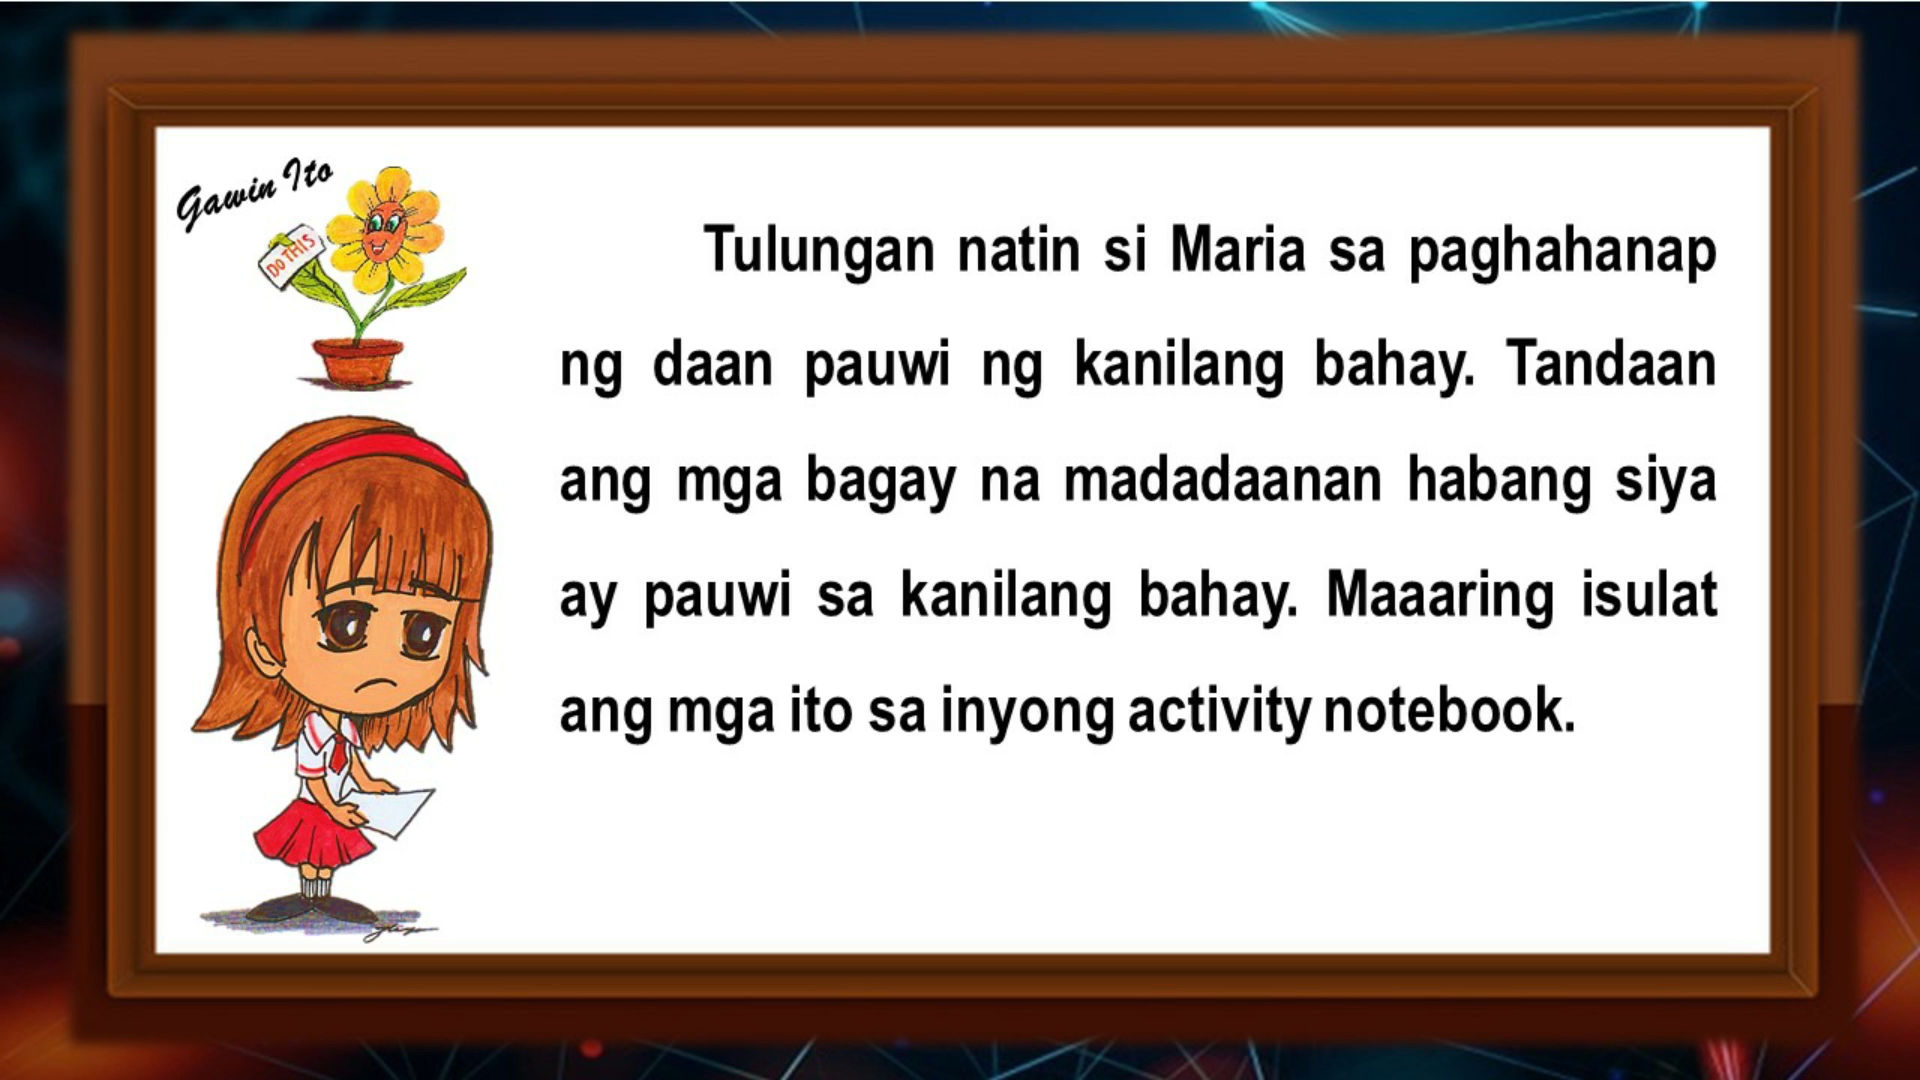 Gawin Ito
DO THIS
Tulungan natin si Maria sa paghahanap
ng daan pauwi ng kanilang bahay. Tandaan
ang mga bagay na madadaanan habang siya
ay pauwi sa kanilang bahay. Maaaring isulat
ang mga ito sa inyong activity notebook.